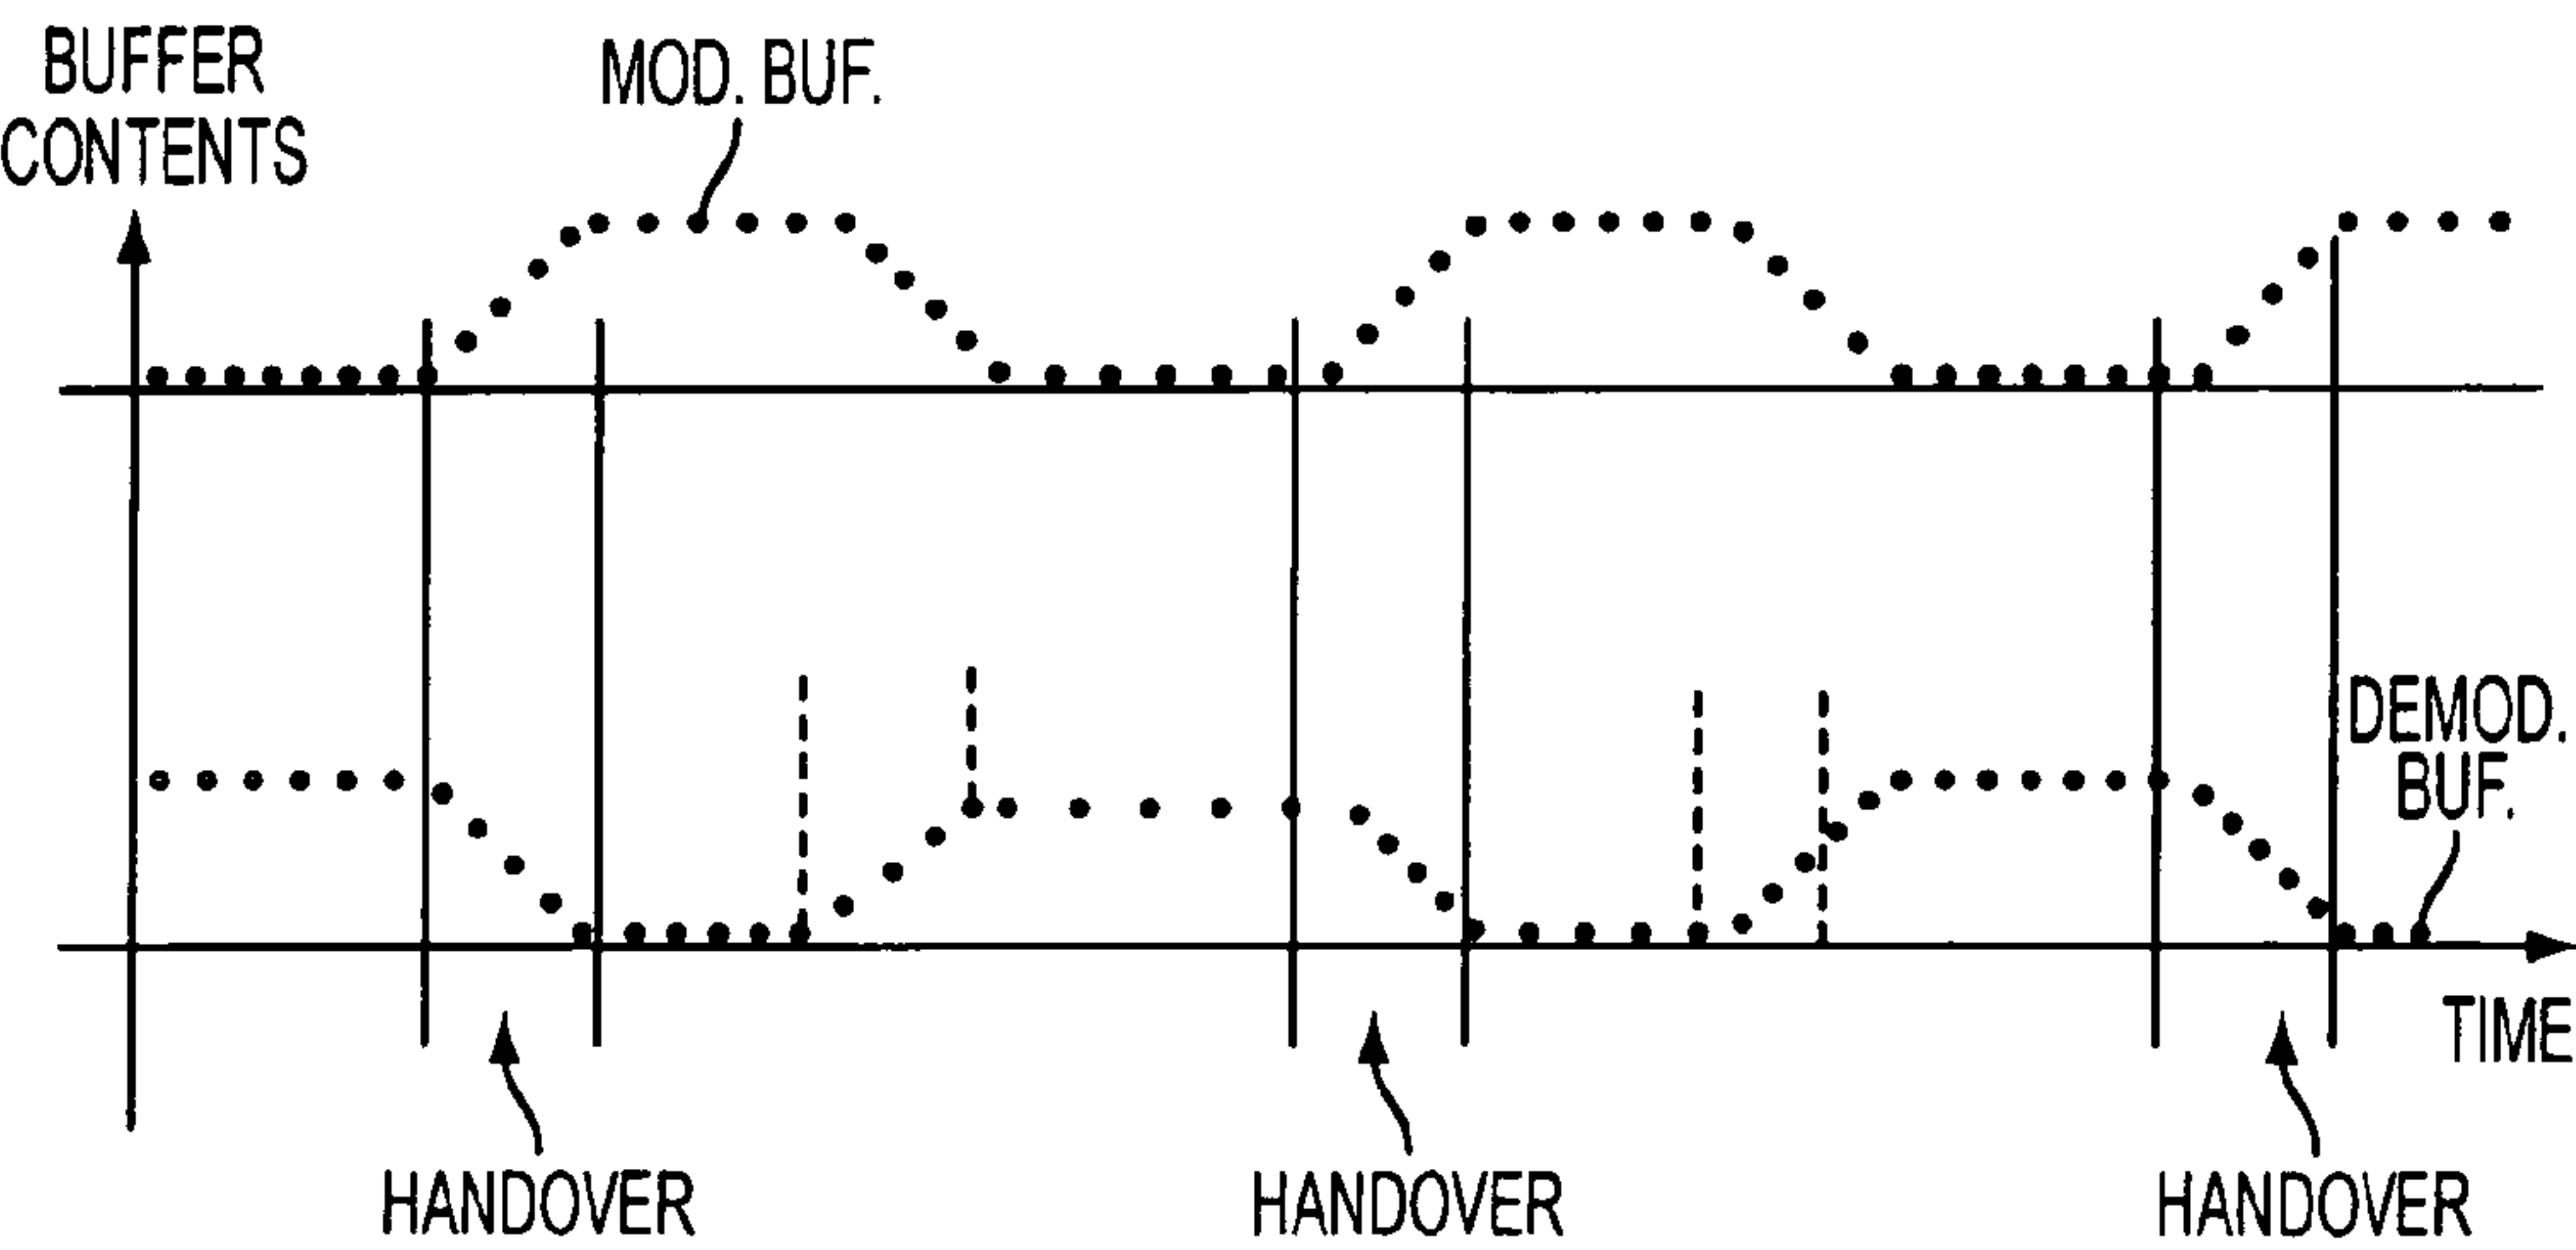 BUFFER
CONTENTS
MOD. BUF.
DEMOD.
BUF.
TIME
HANDOVER
HANDOVER
HANDOVER